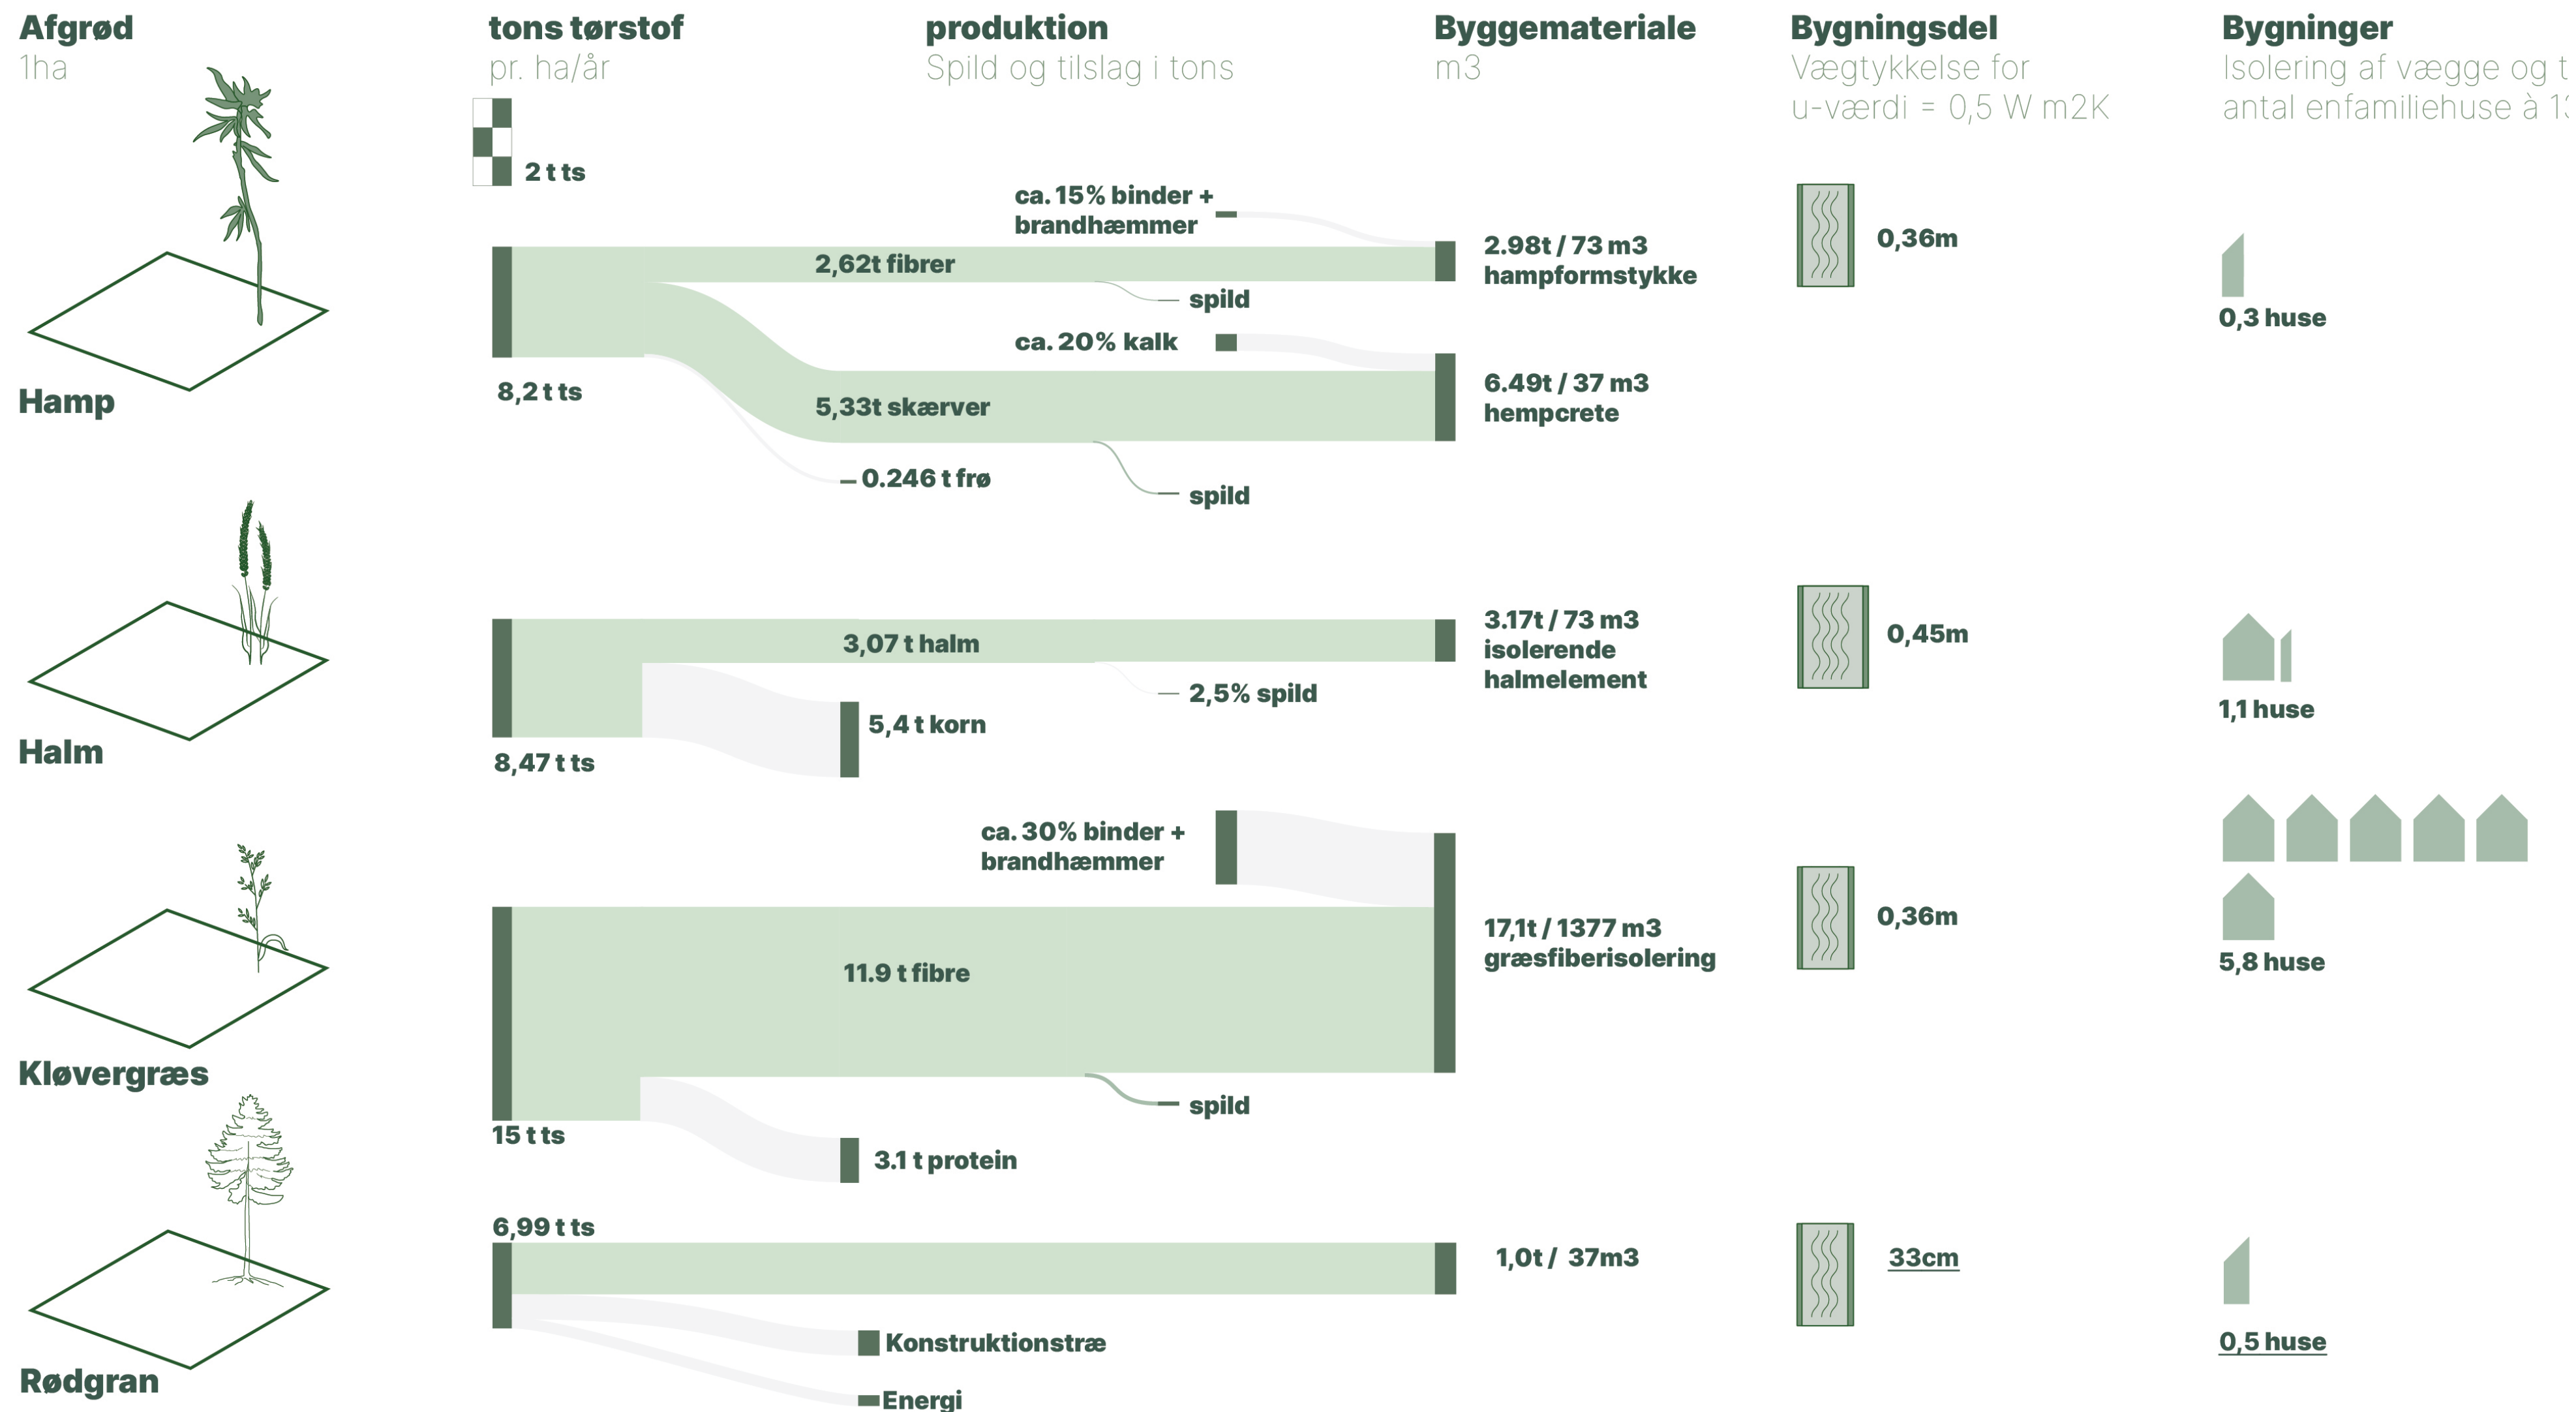 Afgrød
1ha
tons tørstof
pr. ha/år
produktion
Spild og tilslag i tons
Byggemateriale
m3
Bygningsdel
Vægtykkelse for
u-værdi = 0,5 W m2K
Bygninger
Isolering af vægge og t
antal enfamiliehuse à
2 t ts
Hamp
8,2 t ts
ca. 15% binder +
brandhæmmer
2,62t fibrer
spild
ca. 20% kalk
5,33t skærver
0.246 t frø
spild
2.98t / 73 m3
hampformstykke
6.49t / 37 m3
hempcrete
0,36m
0,3 huse
Halm
8,47 t ts
3,07 t halm
2,5% spild
5,4 t korn
3.17t / 73 m3
isolerende
halmelement
0,45m
1,1 huse
Kløvergræs
15 t ts
ca. 30% binder +
brandhæmmer
11.9 t fibre
spild
3.1 t protein
17,1t / 1377 m3
græsfiberisolering
0,36m
5,8 huse
Rødgran
6,99 t ts
Konstruktionstræ
Energi
1,0t / 37m3
33cm
0,5 huse